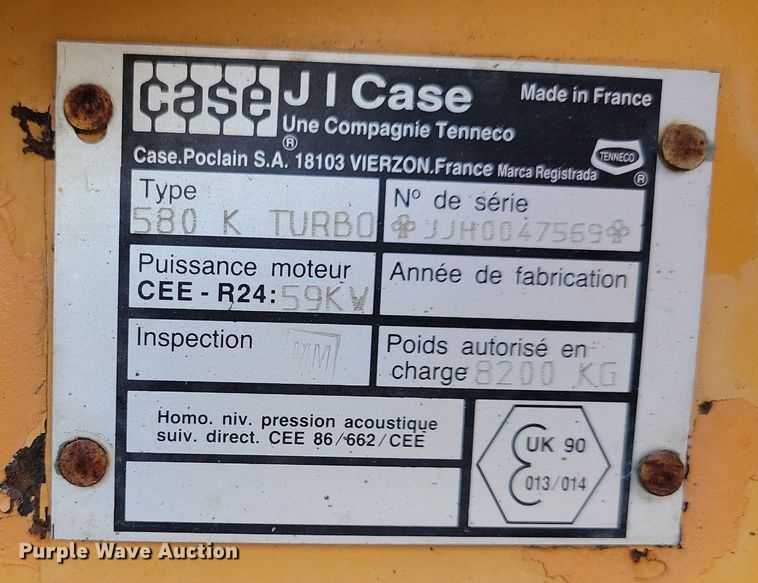 case J I Case Made in France
®
Une Compagnie Tenneco
TENNECO
Case.Poclain S.A. 18103 VIERZON.France Marca Registrada ®
Type
580 K TURBO
N° de série
JJH0047569
Puissance moteur
CEE - R24: 59KW
Année de fabrication
Inspection
MM
Poids autorisé en
charge 8200 KG
Homo. niv. pression acoustique
suiv. direct. CEE 86/662/CEE
UK 90
013/014
Purple Wave Auction